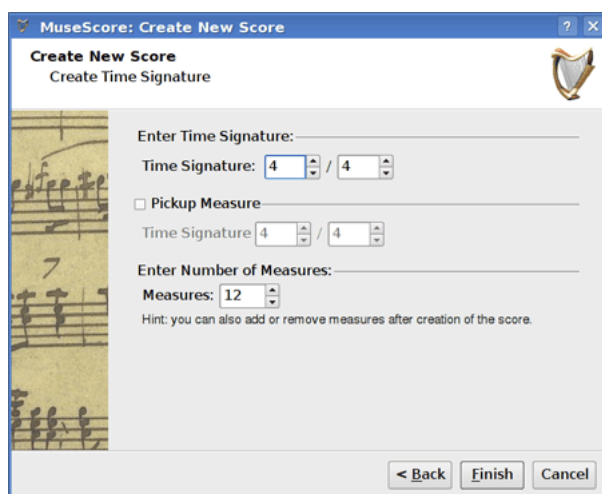 MuseScore: Create New Score
Create New Score
Create Time Signature
Enter Time Signature:
Time Signature: 4 / 4
Pickup Measure
Time Signature 4 / 4
Enter Number of Measures:
Measures: 12
Hint: you can also add or remove measures after creation of the score.
< Back Finish Cancel